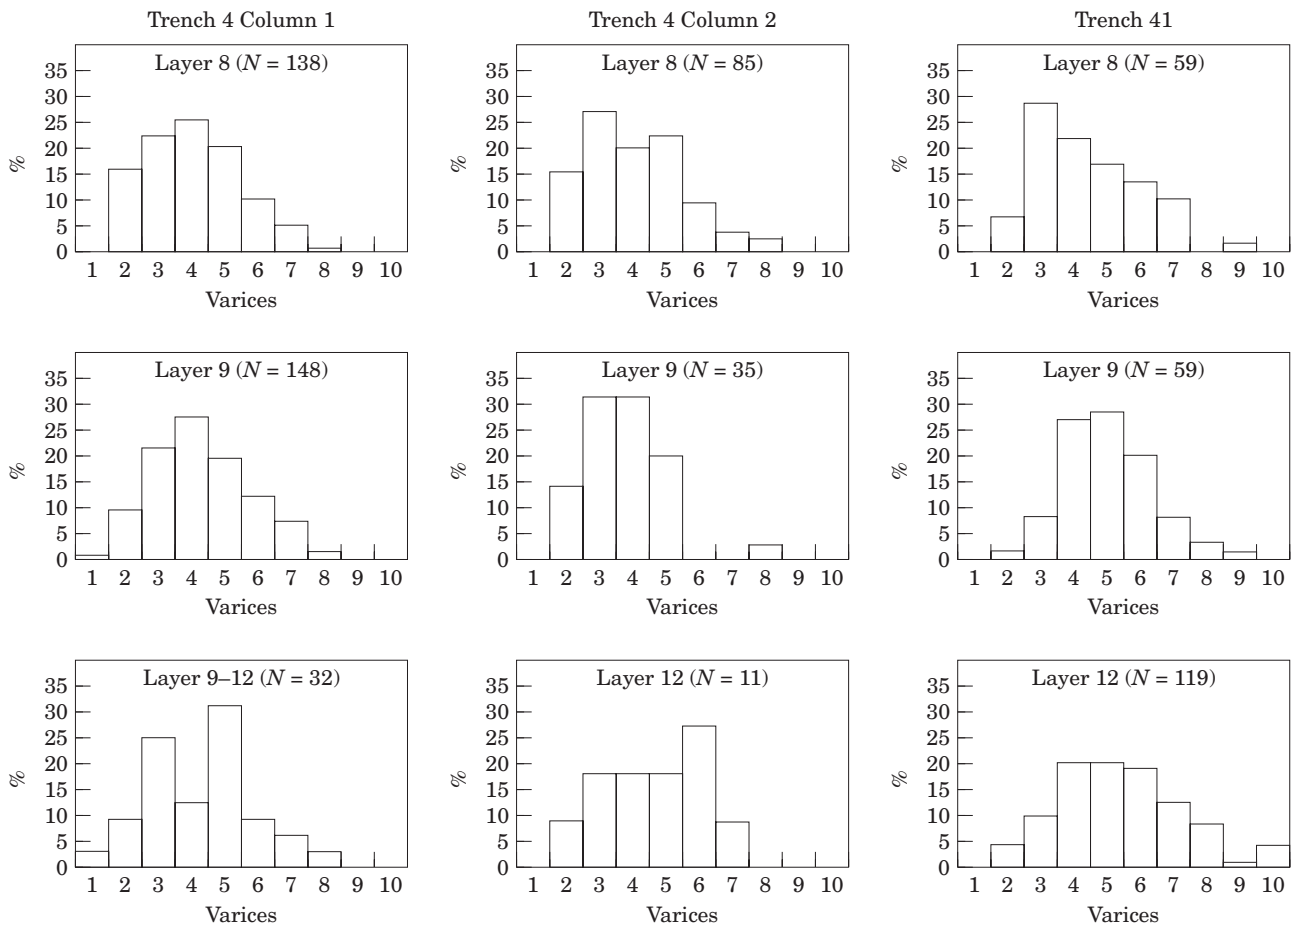 Trench 4 Column 1
Trench 4 Column 2
Trench 41
Layer 8 (N = 138)
35
30
25
20
15
10
5
0
%
1 2 3 4 5 6 7 8 9 10
Varices
Layer 8 (N = 85)
35
30
25
20
15
10
5
0
%
1 2 3 4 5 6 7 8 9 10
Varices
Layer 8 (N = 59)
35
30
25
20
15
10
5
0
%
1 2 3 4 5 6 7 8 9 10
Varices
Layer 9 (N = 148)
35
30
25
20
15
10
5
0
%
1 2 3 4 5 6 7 8 9 10
Varices
Layer 9 (N = 35)
35
30
25
20
15
10
5
0
%
1 2 3 4 5 6 7 8 9 10
Varices
Layer 9 (N = 59)
35
30
25
20
15
10
5
0
%
1 2 3 4 5 6 7 8 9 10
Varices
Layer 9–12 (N = 32)
35
30
25
20
15
10
5
0
%
1 2 3 4 5 6 7 8 9 10
Varices
Layer 12 (N = 11)
35
30
25
20
15
10
5
0
%
1 2 3 4 5 6 7 8 9 10
Varices
Layer 12 (N = 119)
35
30
25
20
15
10
5
0
%
1 2 3 4 5 6 7 8 9 10
Varices